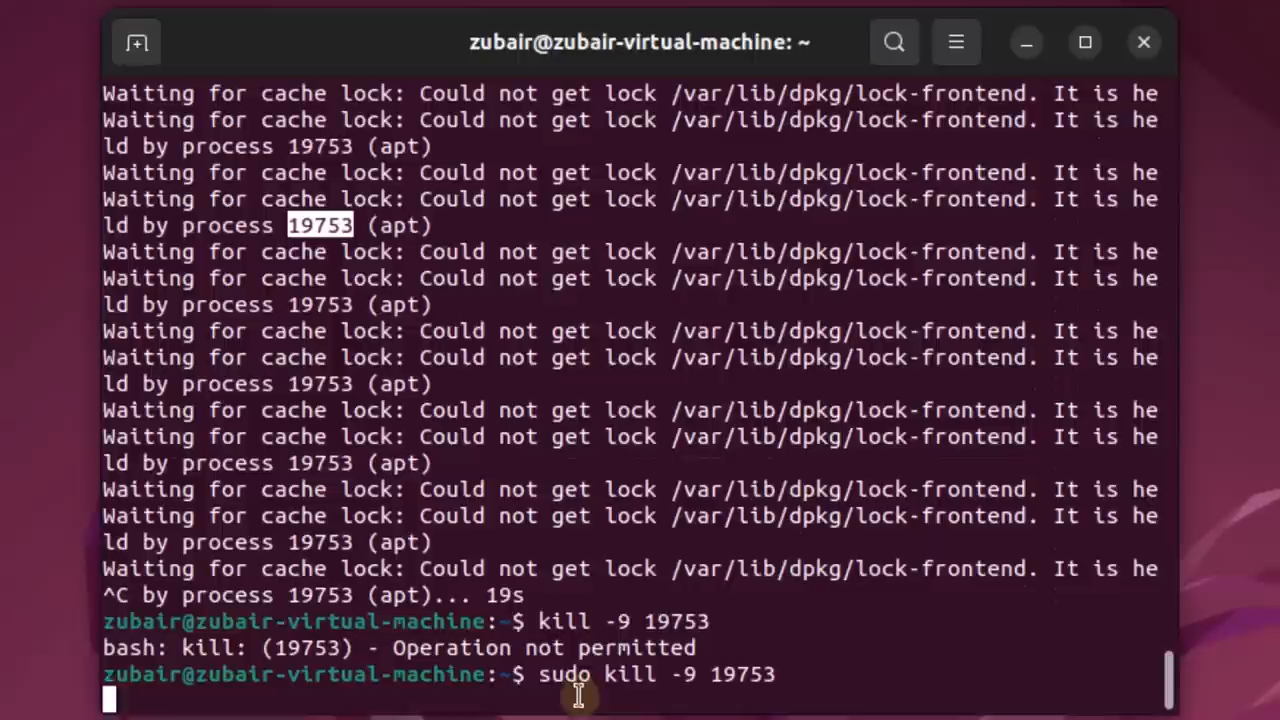 zubair@zubair-virtual-machine: ~
Waiting for cache lock: Could not get lock /var/lib/dpkg/lock-frontend. It is he
Waiting for cache lock: Could not get lock /var/lib/dpkg/lock-frontend. It is he
ld by process 19753 (apt)
Waiting for cache lock: Could not get lock /var/lib/dpkg/lock-frontend. It is he
Waiting for cache lock: Could not get lock /var/lib/dpkg/lock-frontend. It is he
ld by process 19753 (apt)
Waiting for cache lock: Could not get lock /var/lib/dpkg/lock-frontend. It is he
Waiting for cache lock: Could not get lock /var/lib/dpkg/lock-frontend. It is he
ld by process 19753 (apt)
Waiting for cache lock: Could not get lock /var/lib/dpkg/lock-frontend. It is he
Waiting for cache lock: Could not get lock /var/lib/dpkg/lock-frontend. It is he
ld by process 19753 (apt)
Waiting for cache lock: Could not get lock /var/lib/dpkg/lock-frontend. It is he
Waiting for cache lock: Could not get lock /var/lib/dpkg/lock-frontend. It is he
ld by process 19753 (apt)
Waiting for cache lock: Could not get lock /var/lib/dpkg/lock-frontend. It is he
Waiting for cache lock: Could not get lock /var/lib/dpkg/lock-frontend. It is he
ld by process 19753 (apt)
Waiting for cache lock: Could not get lock /var/lib/dpkg/lock-frontend. It is he
^C by process 19753 (apt)... 19s
zubair@zubair-virtual-machine:~$ kill -9 19753
bash: kill: (19753) - Operation not permitted
zubair@zubair-virtual-machine:~$ sudo kill -9 19753